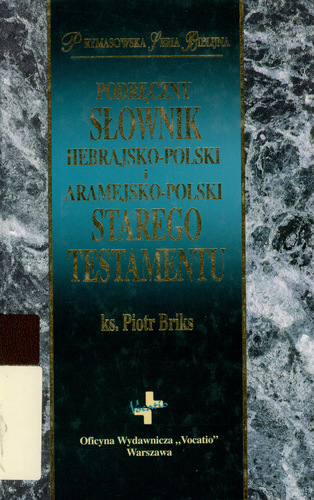 PRYMASOWSKA SERIA BIBLIJNA
PODRĘCZNY
SŁOWNIK
HEBRAJSKO-POLSKI
i
ARAMEJSKO-POLSKI
STAREGO
TESTAMENTU
ks. Piotr Briks
Oficyna Wydawnicza „Vocatio”
Warszawa